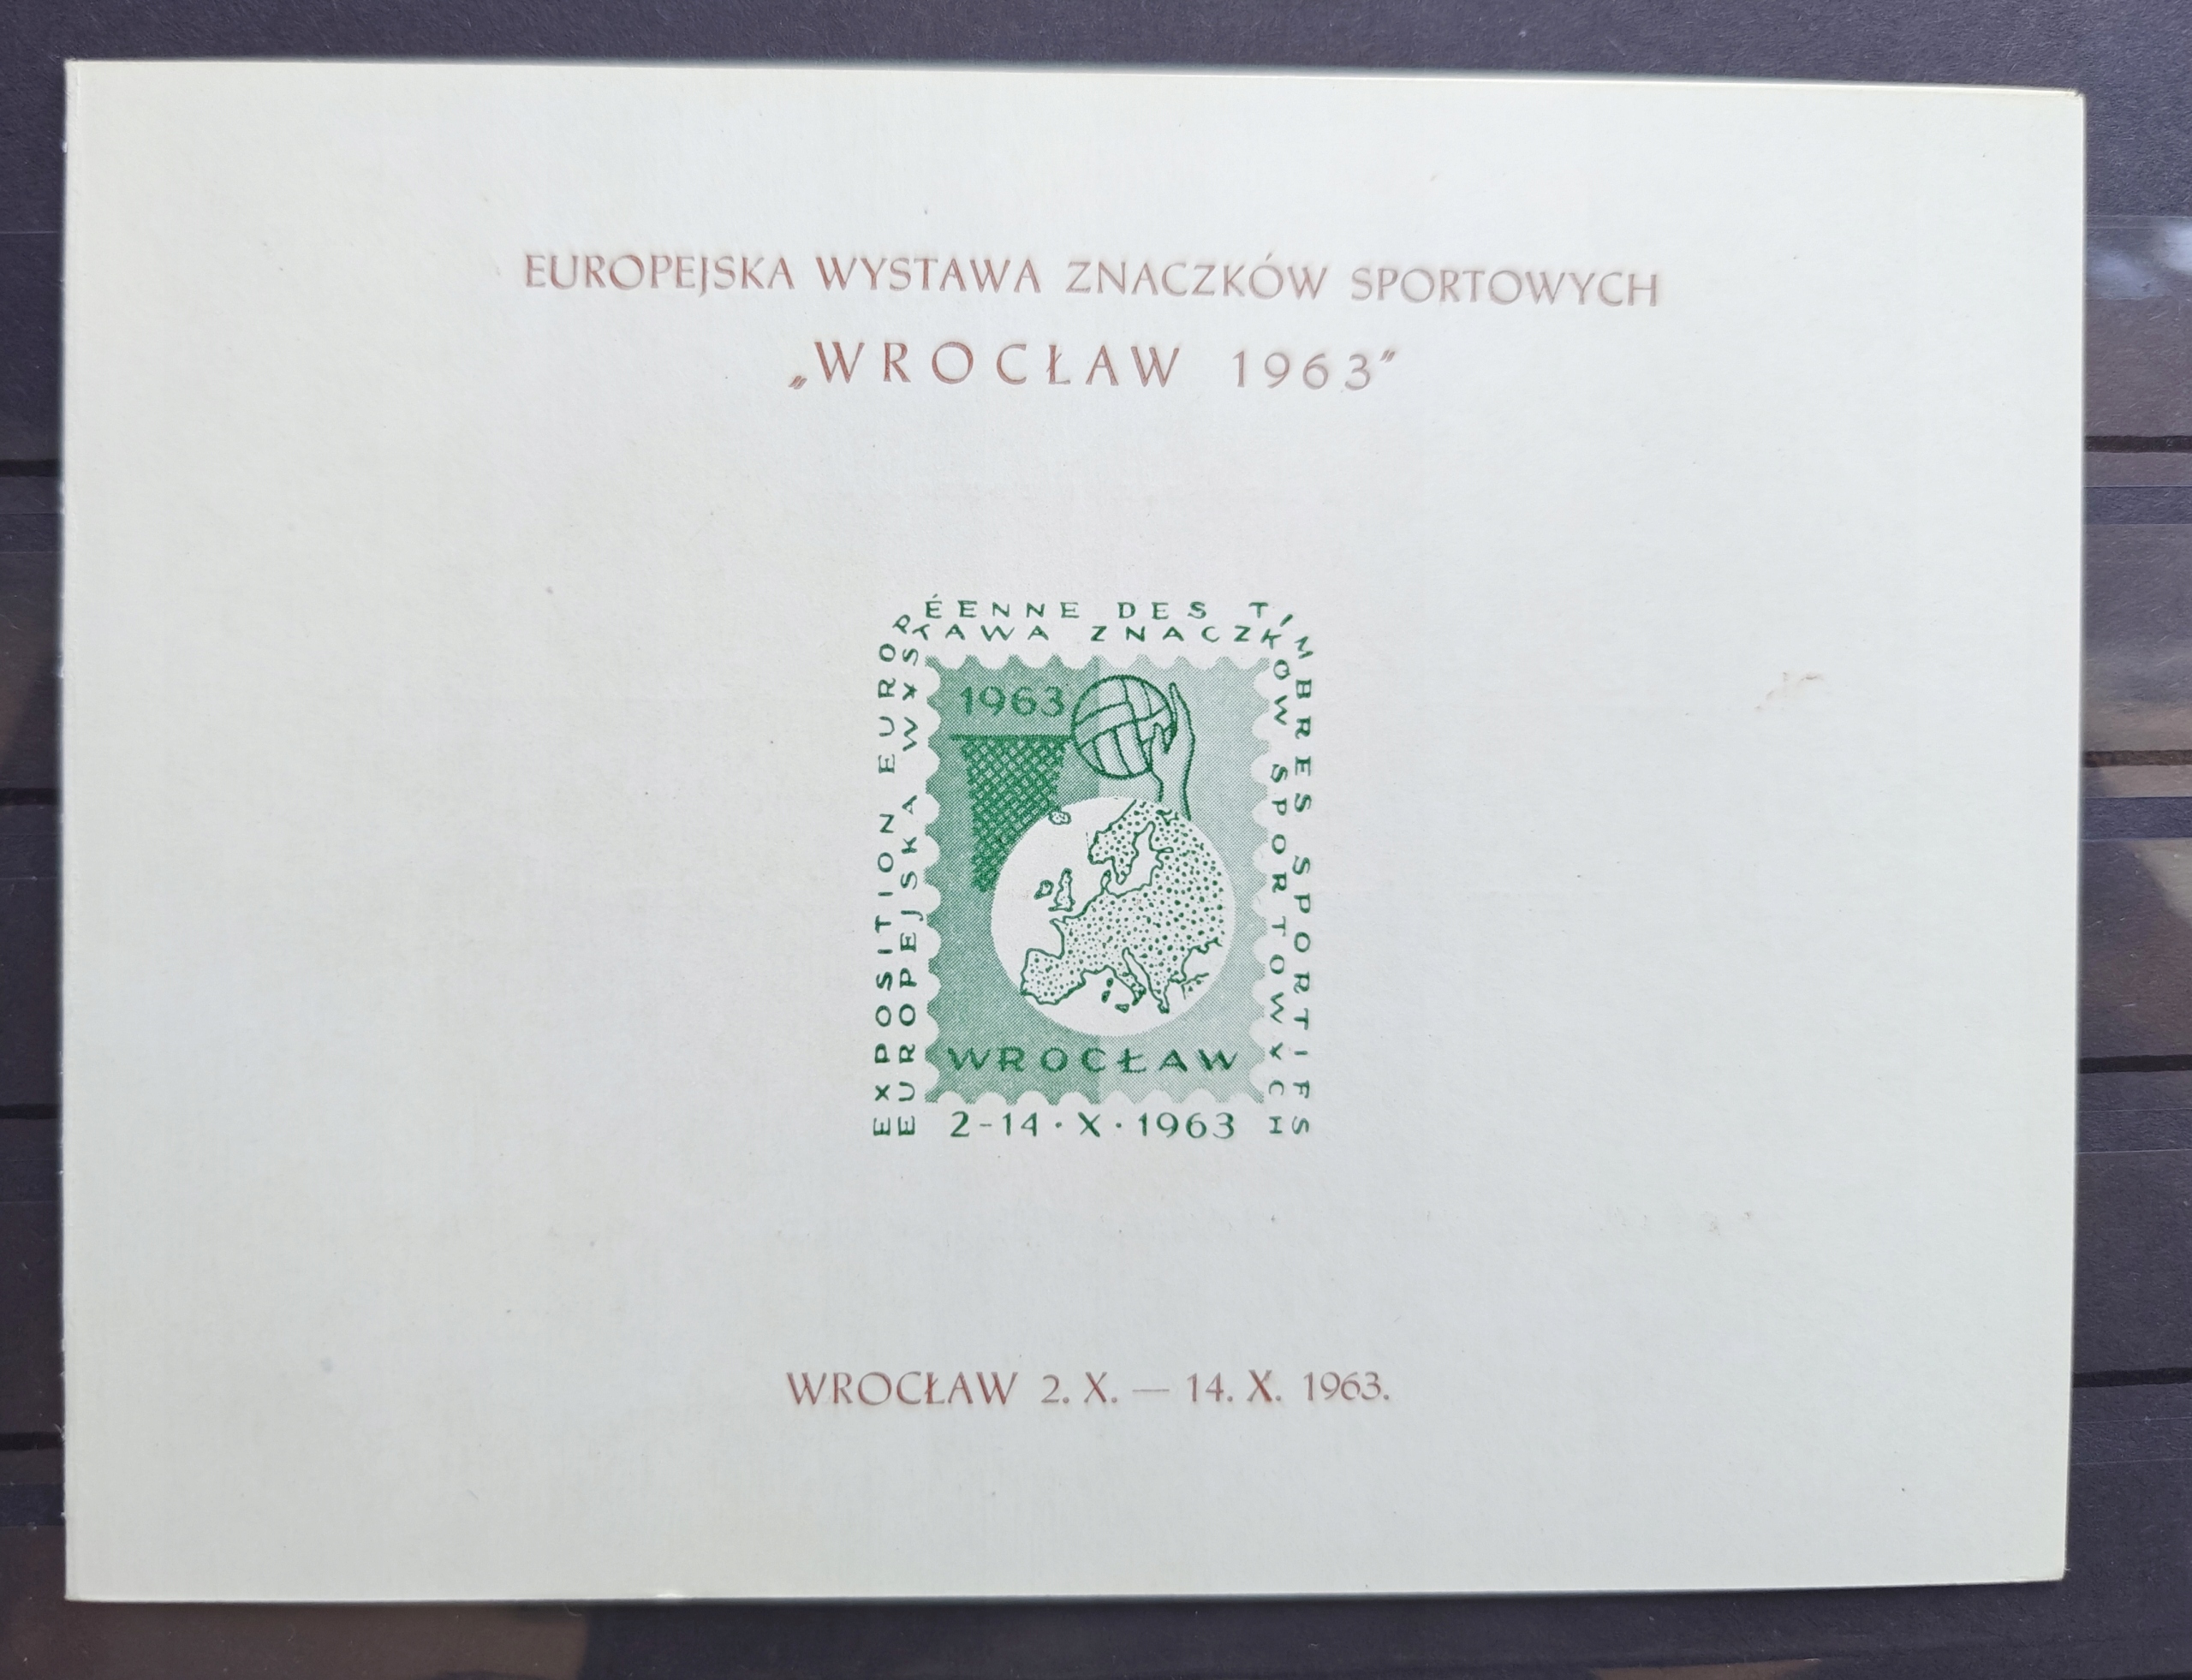 EUROPEJSKA WYSTAWA ZNACZKÓW SPORTOWYCH
„WROCŁAW 1963”
EXPOSITION EUROPÉENNE DES TIMBRES SPORTIFS
EUROPEJSKA WYSTAWA ZNACZKÓW SPORTOWYCH
1963
WROCŁAW
2-14·X·1963
WROCŁAW 2. X. — 14. X. 1963.